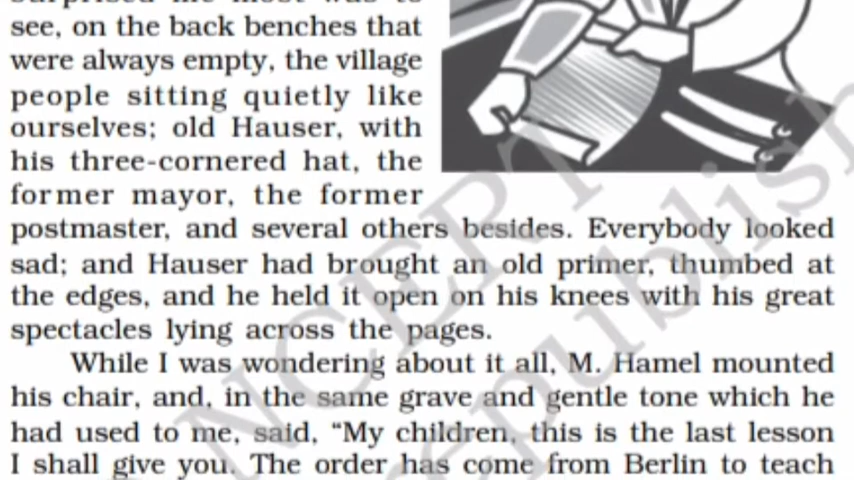 see, on the back benches that
were always empty, the village
people sitting quietly like
ourselves; old Hauser, with
his three-cornered hat, the
former mayor, the former
postmaster, and several others besides. Everybody looked
sad; and Hauser had brought an old primer, thumbed at
the edges, and he held it open on his knees with his great
spectacles lying across the pages.
While I was wondering about it all, M. Hamel mounted
his chair, and, in the same grave and gentle tone which he
had used to me, said, “My children, this is the last lesson
I shall give you. The order has come from Berlin to teach
NCERT
republish